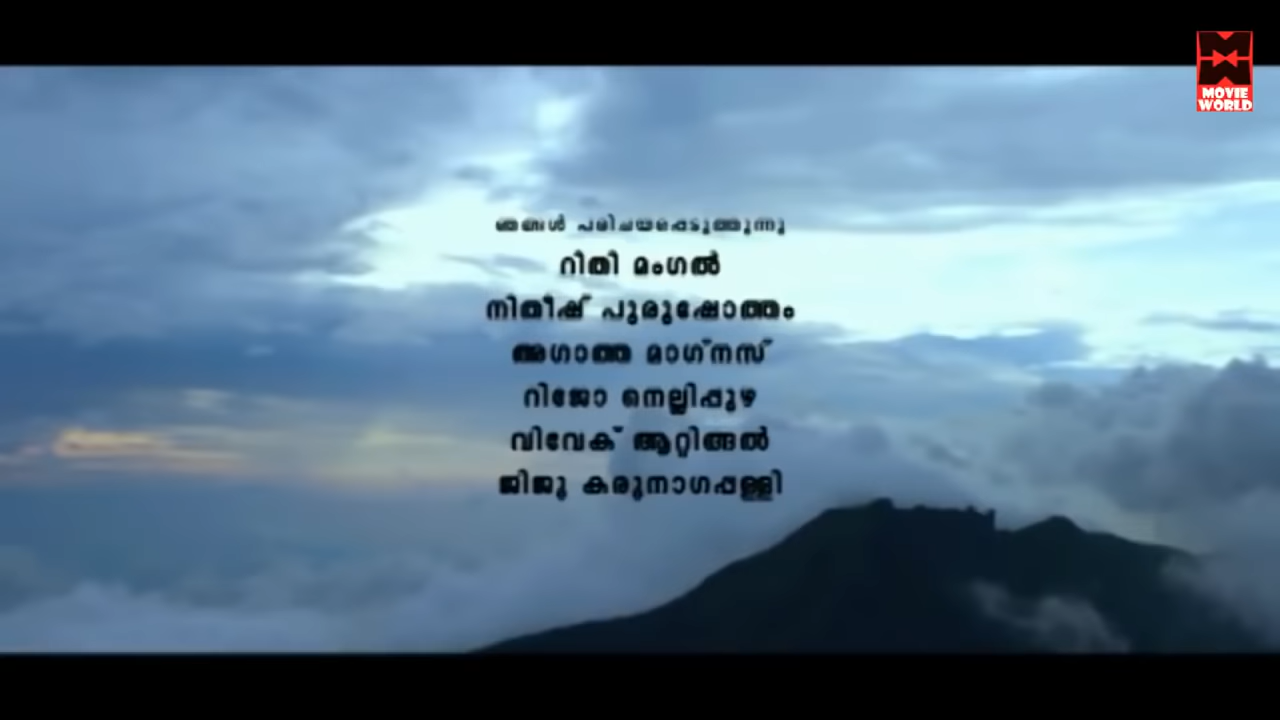 MOVIE
WORLD
ഞങ്ങൾ പരിചയപ്പെടുത്തുന്നു
റിതി മംഗൽ
നിതീഷ് പുരുഷോത്തം
അഗാത്ത മാഗ്നസ്
റിജോ നെല്ലിപ്പുഴ
വിവേക് ആറ്റിങ്ങൽ
ജിജു കരുനാഗപ്പള്ളി